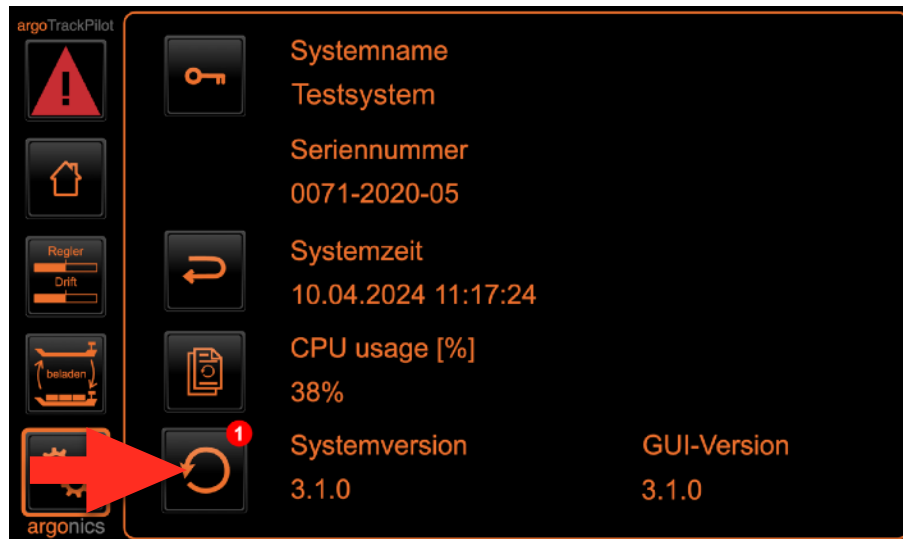 argoTrackPilot
Systemname
Testsystem
Seriennummer
0071-2020-05
Regler
Drift
Systemzeit
10.04.2024 11:17:24
beladen
CPU usage [%]
38%
1
Systemversion
3.1.0
GUI-Version
3.1.0
argonics